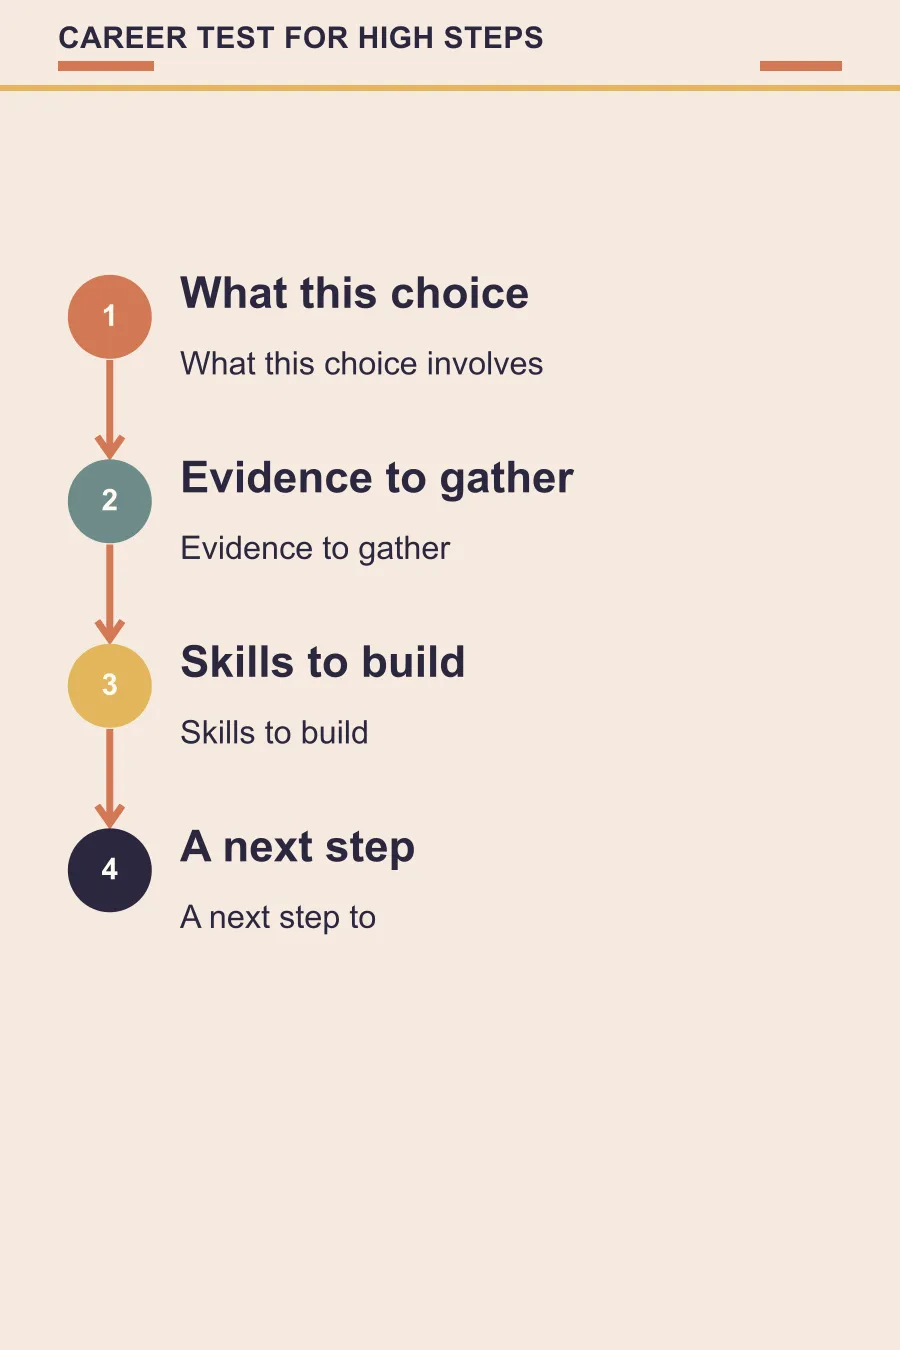 CAREER TEST FOR HIGH STEPS
1
What this choice
What this choice involves
2
Evidence to gather
Evidence to gather
3
Skills to build
Skills to build
4
A next step
A next step to